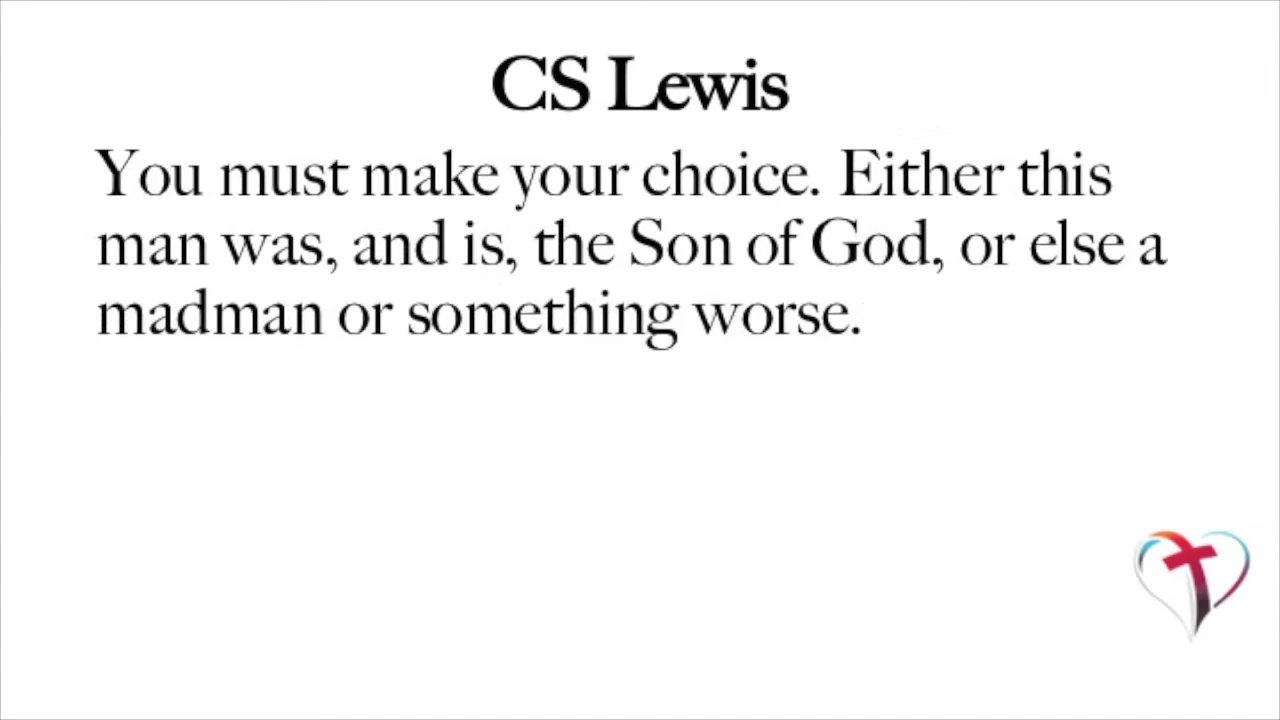 CS Lewis
You must make your choice. Either this
man was, and is, the Son of God, or else a
madman or something worse.